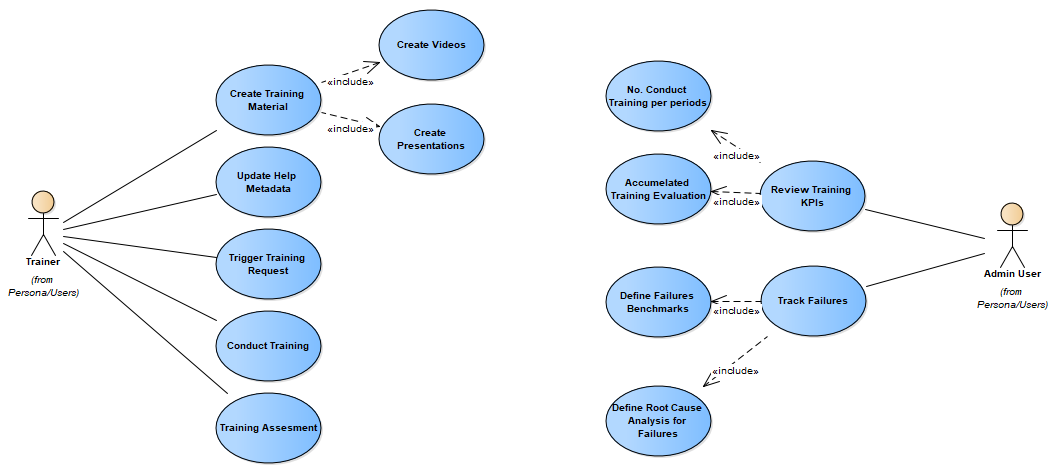 Create Videos
«include»
Create Training
Material
«include»
Create
Presentations
Update Help
Metadata
Trigger Training
Request
Conduct Training
Training Assesment
Trainer
(from
Persona/Users)
No. Conduct
Training per periods
«include»
Accumelated
Training Evaluation
«include»
Review Training
KPIs
Define Failures
Benchmarks
«include»
Track Failures
«include»
Define Root Cause
Analysis for
Failures
Admin User
(from
Persona/Users)